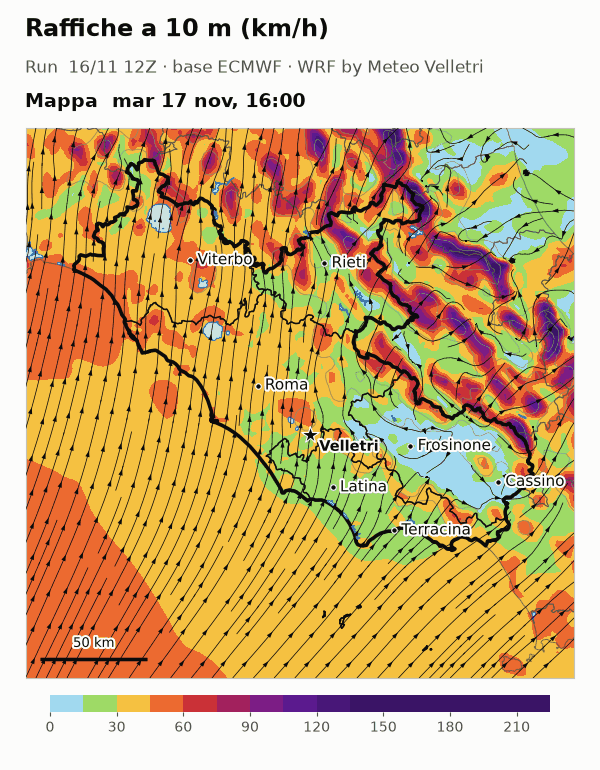 Raffiche a 10 m (km/h)
Run  16/11 12Z · base ECMWF · WRF by Meteo Velletri
Mappa  mar 17 nov, 16:00
Viterbo
Rieti
Roma
Velletri
Frosinone
Latina
Cassino
Terracina
50 km
0 30 60 90 120 150 180 210